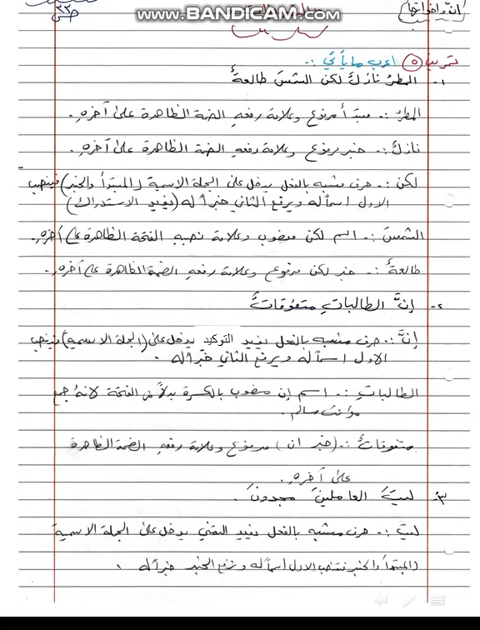 إنَّ وأخواتها
٢٣
ص
WWW.BANDICAM.COM
تمرين (٥) اعرب ما يأتي :.
١- المطرُ نازلٌ لكن الشمسَ طالعةٌ
المطرُ :. مبتدأ مرفوع وعلامة رفعه الضمة الظاهرة على آخره.
نازلٌ :. خبر مرفوع وعلامة رفعه الضمة الظاهرة على آخره.
لكن :. حرف مشبه بالفعل يدخل على الجملة الاسمية (المبتدأ والخبر) فينصب
الاول اسماً له ويرفع الثاني خبراً له (يفيد الاستدراك)
الشمسَ :. اسم لكن منصوب وعلامة نصبه الفتحة الظاهرة على آخره.
طالعةٌ :. خبر لكن مرفوع وعلامة رفعه الضمة الظاهرة على آخره.
٢- إنَّ الطالباتِ متفوقاتٌ
إنَّ :. حرف مشبه بالفعل يفيد التوكيد يدخل على (الجملة الاسمية) فينصب
الاول اسماً له ويرفع الثاني خبراً له .
الطالباتِ :. اسم إن منصوب بالكسرة بدلاً من الفتحة لانه جمع
مؤنث سالم .
متفوقاتٌ :. (خبر ان) مرفوع وعلامة رفعه الضمة الظاهرة
على آخره.
٣- ليتَ العاملينَ مجدونَ .
ليتَ :. حرف مشبه بالفعل يفيد التمني يدخل على الجملة الاسمية
(المبتدأ والخبر فينصب الاول اسماً له ويرفع الخبر خبراً له .